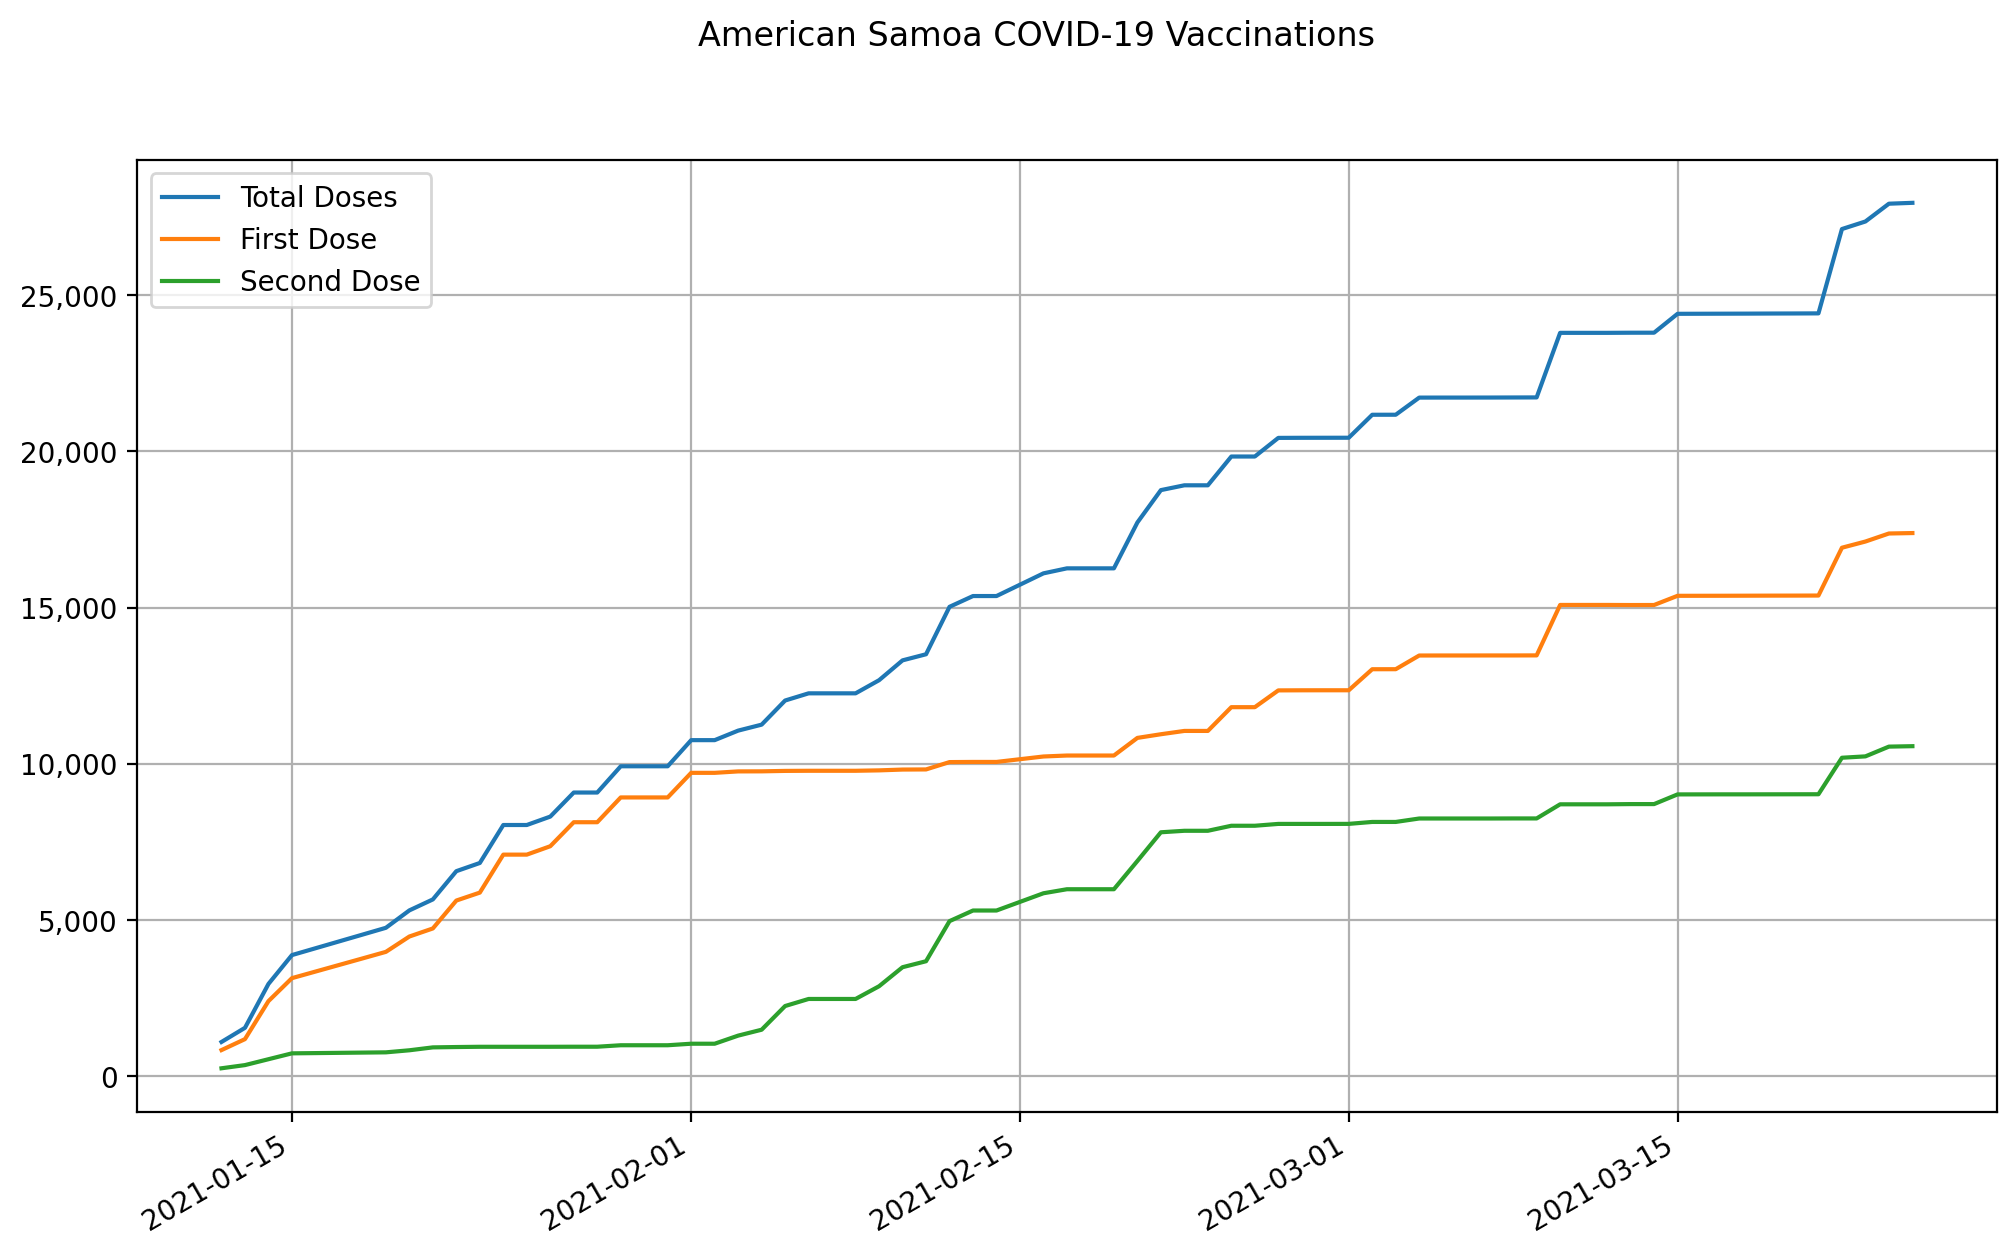 American Samoa COVID-19 Vaccinations
Total Doses
First Dose
Second Dose
25,000
20,000
15,000
10,000
5,000
0
2021-01-15
2021-02-01
2021-02-15
2021-03-01
2021-03-15